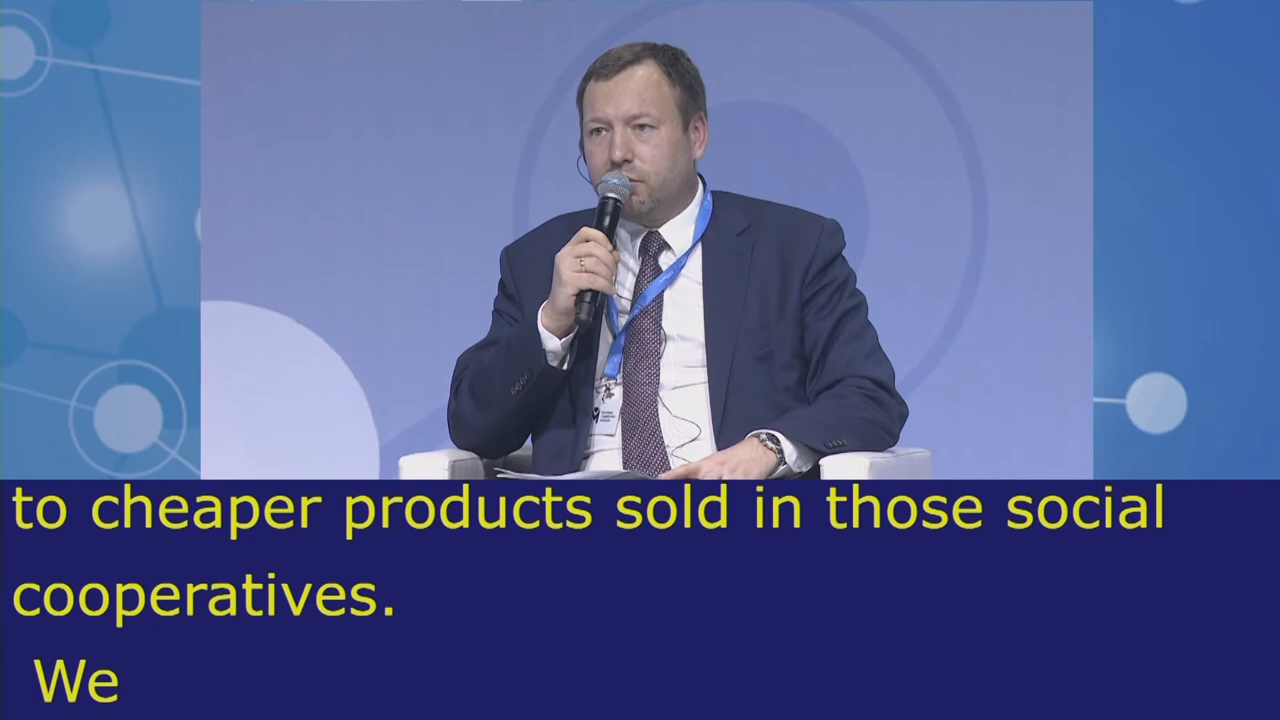 to cheaper products sold in those social
cooperatives.
We